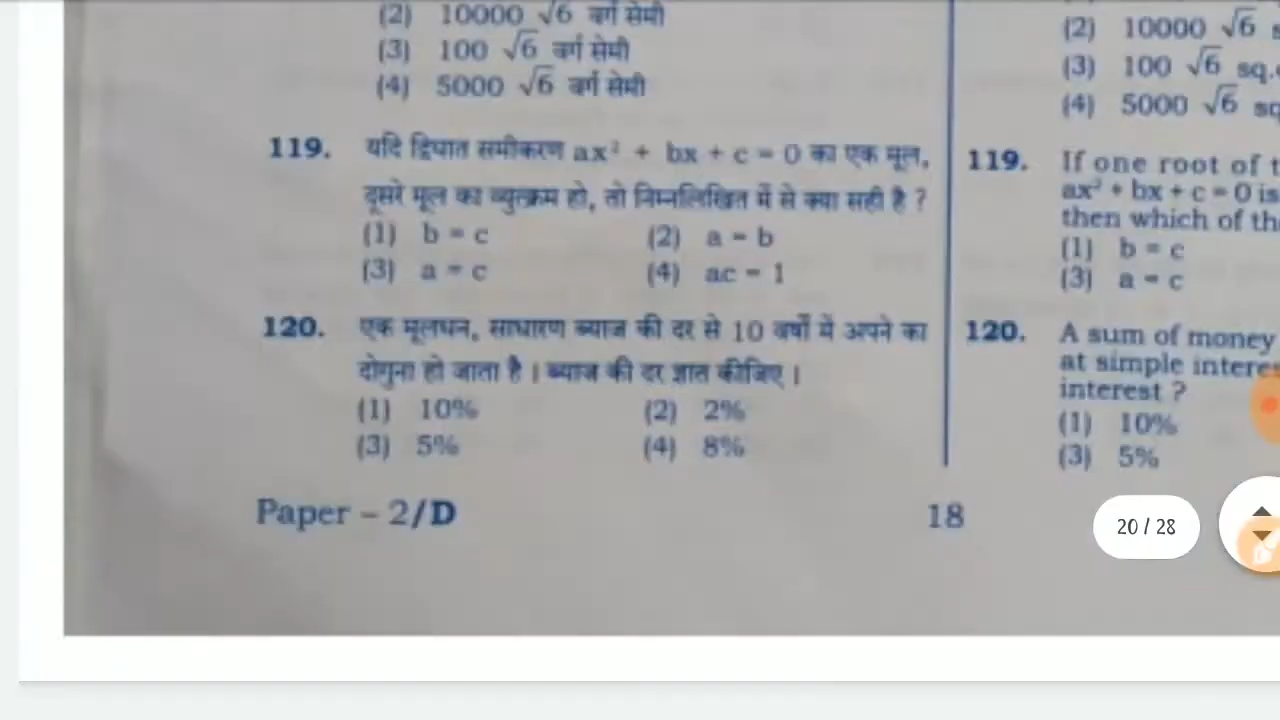 (2) 10000 √6 वर्ग सेमी
(3) 100 √6 वर्ग सेमी
(4) 5000 √6 वर्ग सेमी
119. यदि द्विघात समीकरण ax² + bx + c = 0 का एक मूल,
दूसरे मूल का व्युत्क्रम हो, तो निम्नलिखित में से क्या सही है ?
(1) b = c (2) a = b
(3) a = c (4) ac = 1
120. एक मूलधन, साधारण ब्याज की दर से 10 वर्षों में अपने का
दोगुना हो जाता है । ब्याज की दर ज्ञात कीजिए ।
(1) 10% (2) 2%
(3) 5% (4) 8%
Paper – 2/D
18
(2) 10000 √6
(3) 100 √6 sq.
(4) 5000 √6 sq
119. If one root of
ax² + bx + c = 0 is
then which of
(1) b = c
(3) a = c
120. A sum of money
at simple
interest ?
(1) 10%
(3) 5%
20 / 28